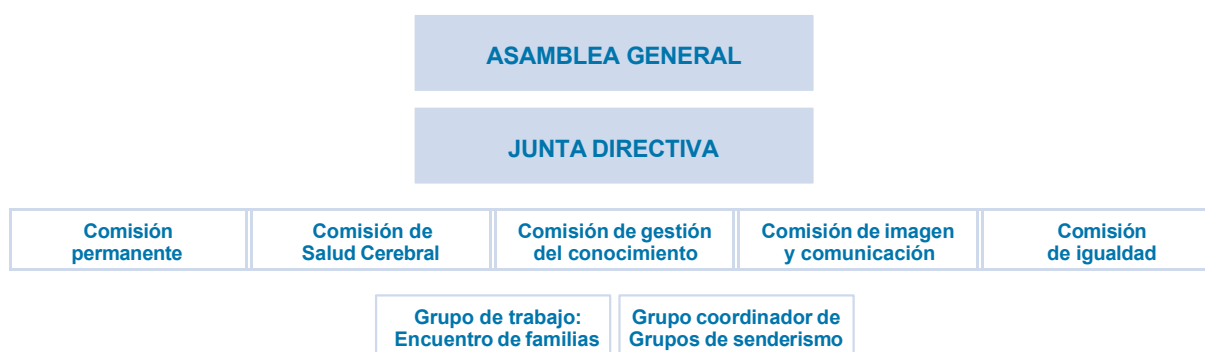 ASAMBLEA GENERAL
JUNTA DIRECTIVA
Comisión
permanente
Comisión de
Salud Cerebral
Comisión de gestión
del conocimiento
Comisión de imagen
y comunicación
Comisión
de igualdad
Grupo de trabajo:
Encuentro de familias
Grupo coordinador de
Grupos de senderismo